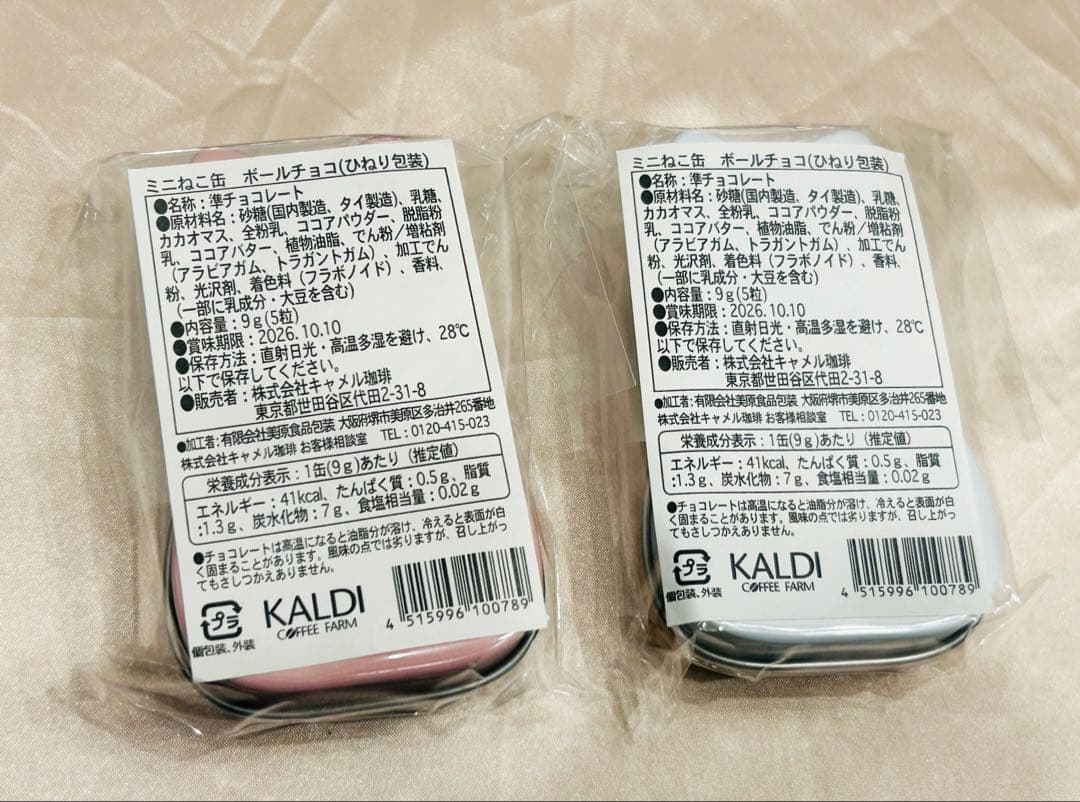 ミニねこ缶 ボールチョコ(ひねり包装)
●名称：準チョコレート
●原材料名：砂糖(国内製造、タイ製造)、乳糖、
カカオマス、全粉乳、ココアパウダー、脱脂粉
乳、ココアバター、植物油脂、でん粉／増粘剤
（アラビアガム、トラガントガム）、加工でん
粉、光沢剤、着色料（フラボノイド）、香料、
(一部に乳成分・大豆を含む)
●内容量：9g(5粒)
●賞味期限：2026.10.10
●保存方法：直射日光・高温多湿を避け、28℃
以下で保存してください。
●販売者：株式会社キャメル珈琲
東京都世田谷区代田2-31-8
●加工者：有限会社美原食品包装 大阪府堺市美原区多治井265番地
株式会社キャメル珈琲 お客様相談室 TEL：0120-415-023
栄養成分表示：1缶(9g)あたり（推定値）
エネルギー：41kcal、たんぱく質：0.5g、脂質
：1.3g、炭水化物：7g、食塩相当量：0.02g
●チョコレートは高温になると油脂分が溶け、冷えると表面が白
く固まることがあります。風味の点では劣りますが、召し上がっ
てもさしつかえありません。
プラ
個包装、外装
KALDI
COFFEE FARM
4 515996 100789
ミニねこ缶 ボールチョコ(ひねり包装)
●名称：準チョコレート
●原材料名：砂糖(国内製造、タイ製造)、乳糖、
カカオマス、全粉乳、ココアパウダー、脱脂粉
乳、ココアバター、植物油脂、でん粉／増粘剤
（アラビアガム、トラガントガム）、加工でん
粉、光沢剤、着色料（フラボノイド）、香料、
(一部に乳成分・大豆を含む)
●内容量：9g(5粒)
●賞味期限：2026.10.10
●保存方法：直射日光・高温多湿を避け、28℃
以下で保存してください。
●販売者：株式会社キャメル珈琲
東京都世田谷区代田2-31-8
●加工者：有限会社美原食品包装 大阪府堺市美原区多治井265番地
株式会社キャメル珈琲 お客様相談室 TEL：0120-415-023
栄養成分表示：1缶(9g)あたり（推定値）
エネルギー：41kcal、たんぱく質：0.5g、脂質
：1.3g、炭水化物：7g、食塩相当量：0.02g
●チョコレートは高温になると油脂分が溶け、冷えると表面が白
く固まることがあります。風味の点では劣りますが、召し上がっ
てもさしつかえありません。
プラ
個包装、外装
KALDI
COFFEE FARM
4 515996 100789